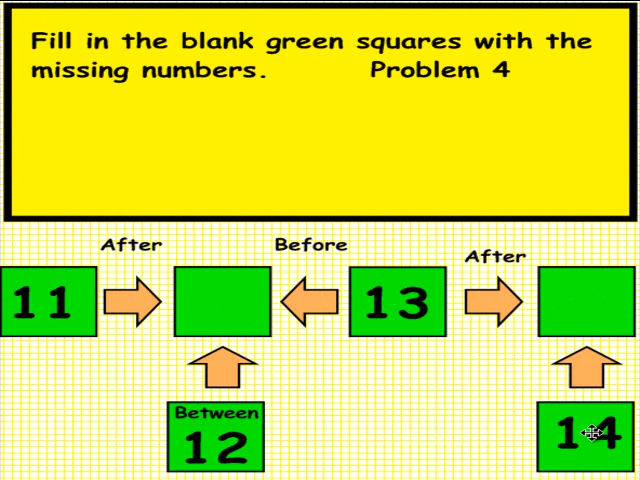 Fill in the blank green squares with the
missing numbers. Problem 4
After Before After
11 13
Between
12 14